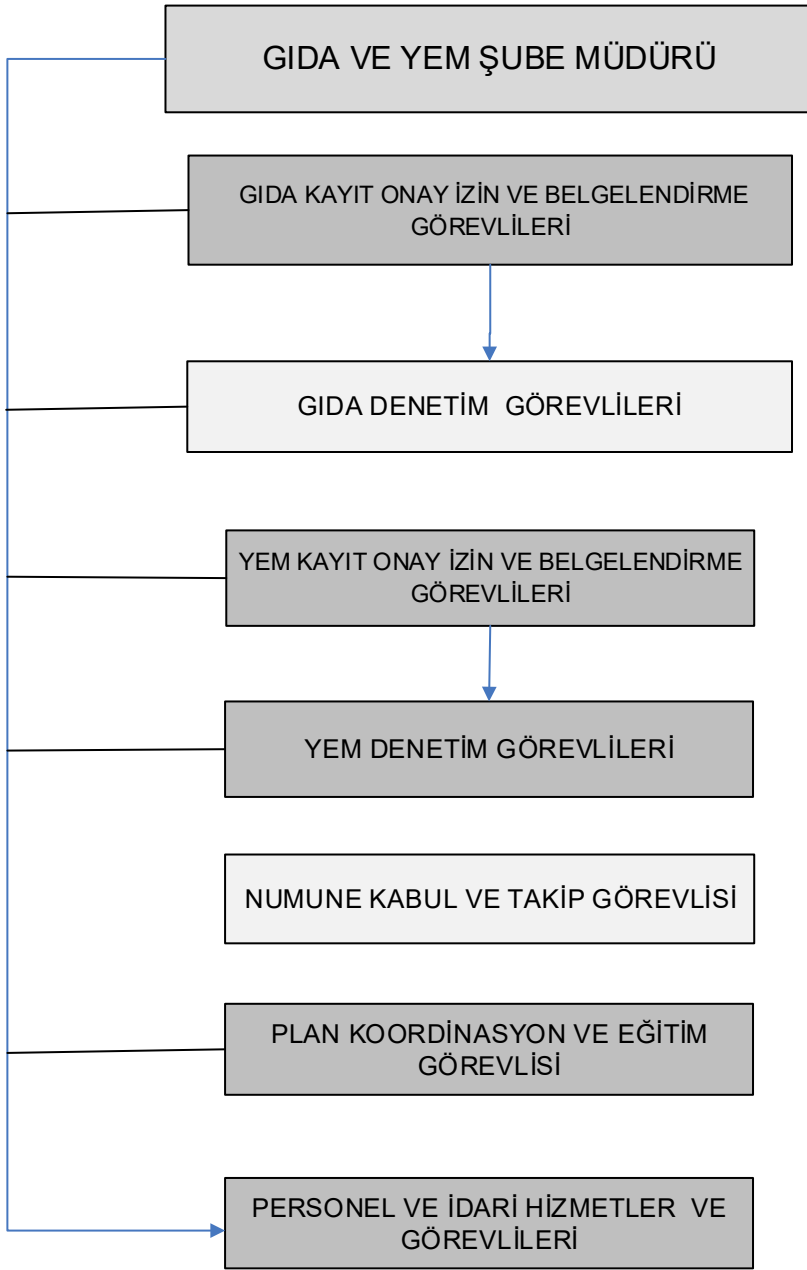 GIDA VE YEM ŞUBE MÜDÜRÜ
GIDA KAYIT ONAY İZİN VE BELGELENDİRME
GÖREVLİLERİ
GIDA DENETİM GÖREVLİLERİ
YEM KAYIT ONAY İZİN VE BELGELENDİRME
GÖREVLİLERİ
YEM DENETİM GÖREVLİLERİ
NUMUNE KABUL VE TAKİP GÖREVLİSİ
PLAN KOORDİNASYON VE EĞİTİM
GÖREVLİSİ
PERSONEL VE İDARİ HİZMETLER VE
GÖREVLİLERİ